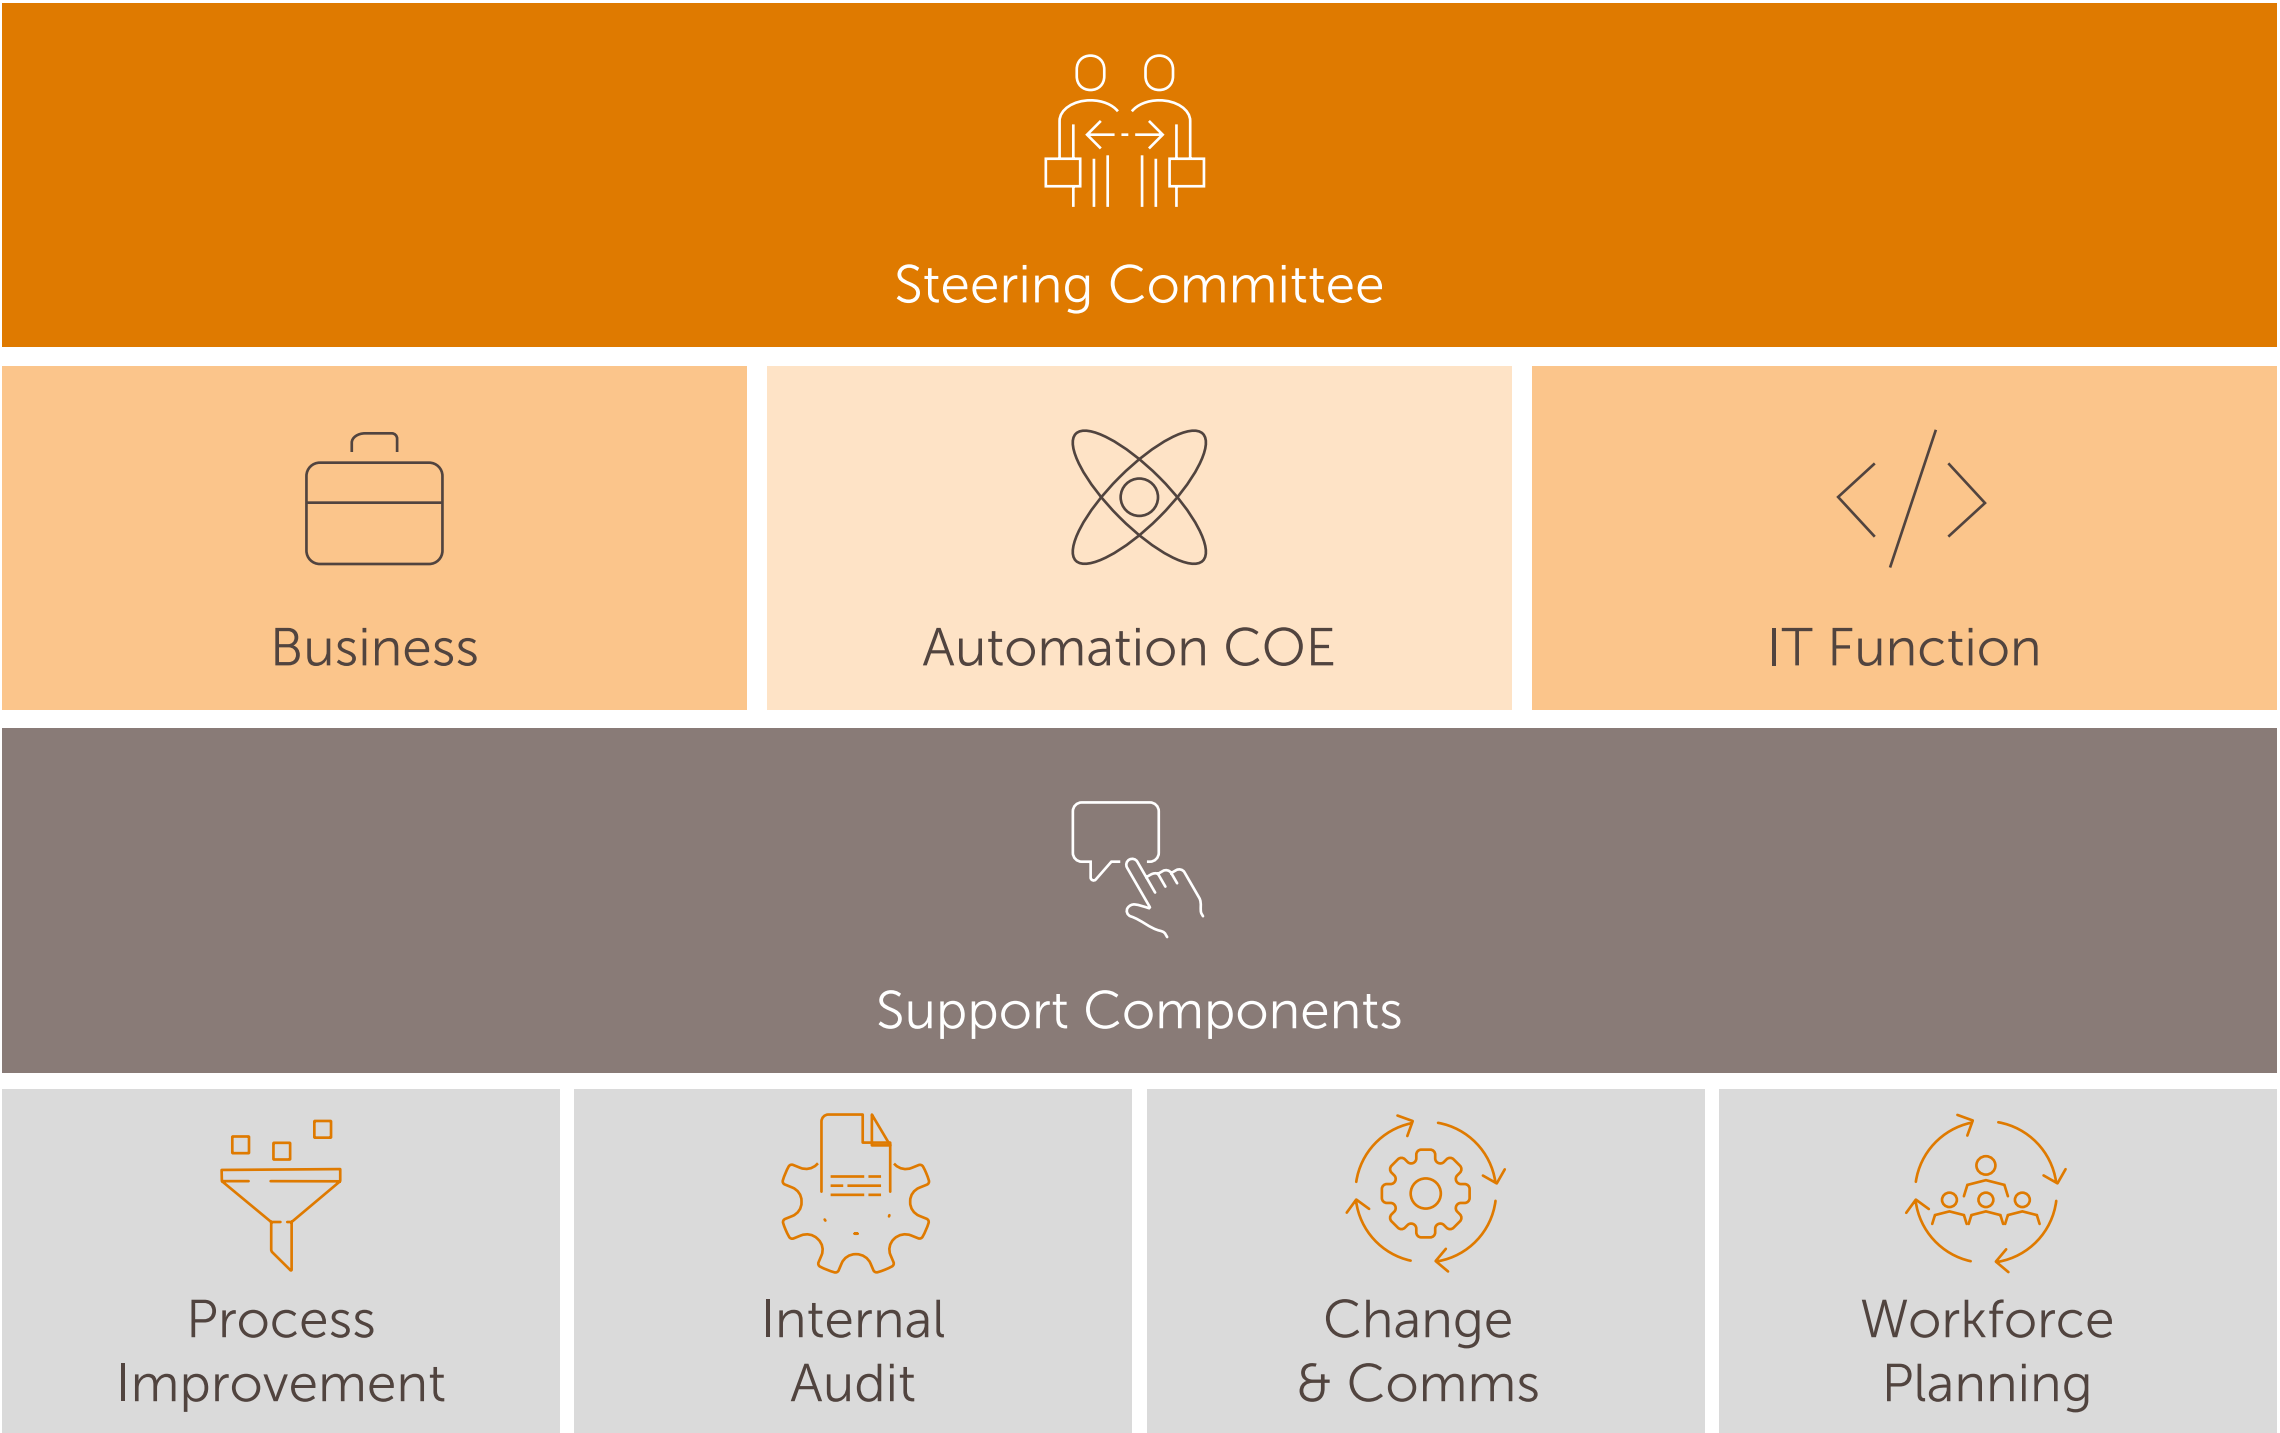 Steering Committee
Business
Automation COE
IT Function
Support Components
Process
Improvement
Internal
Audit
Change
& Comms
Workforce
Planning